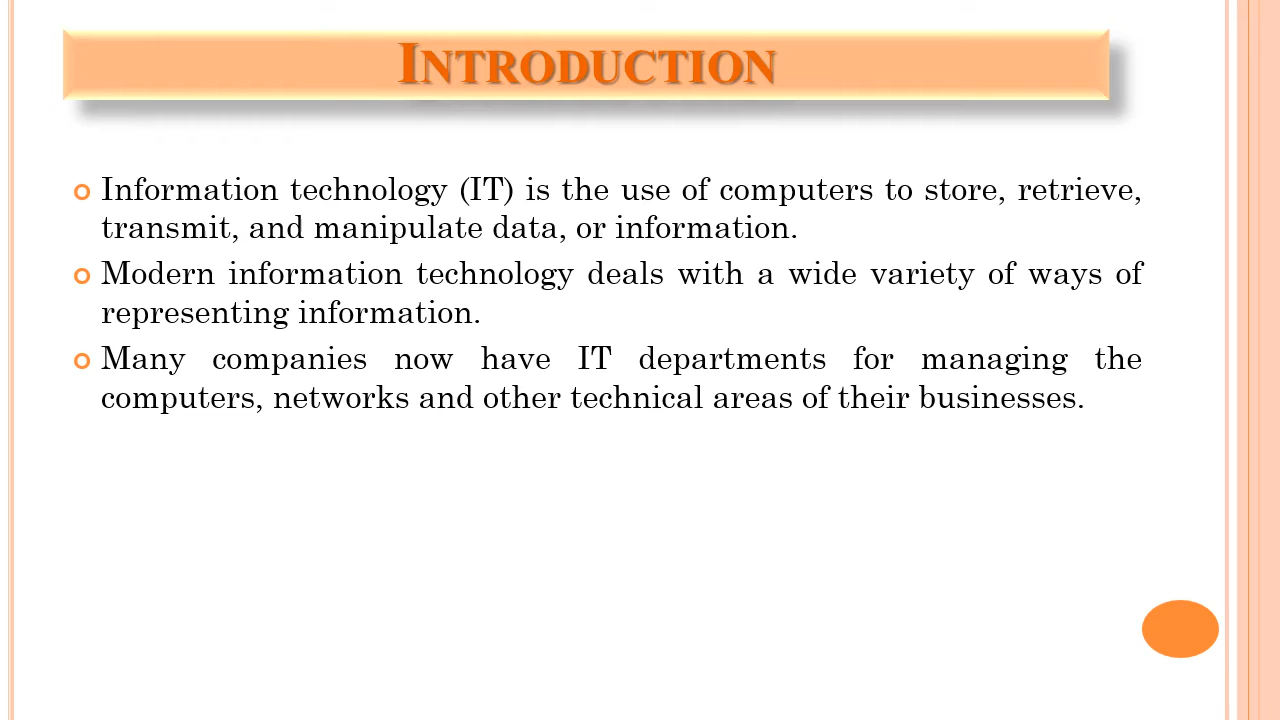 INTRODUCTION
Information technology (IT) is the use of computers to store, retrieve,
transmit, and manipulate data, or information.
Modern information technology deals with a wide variety of ways of
representing information.
Many companies now have IT departments for managing the
computers, networks and other technical areas of their businesses.